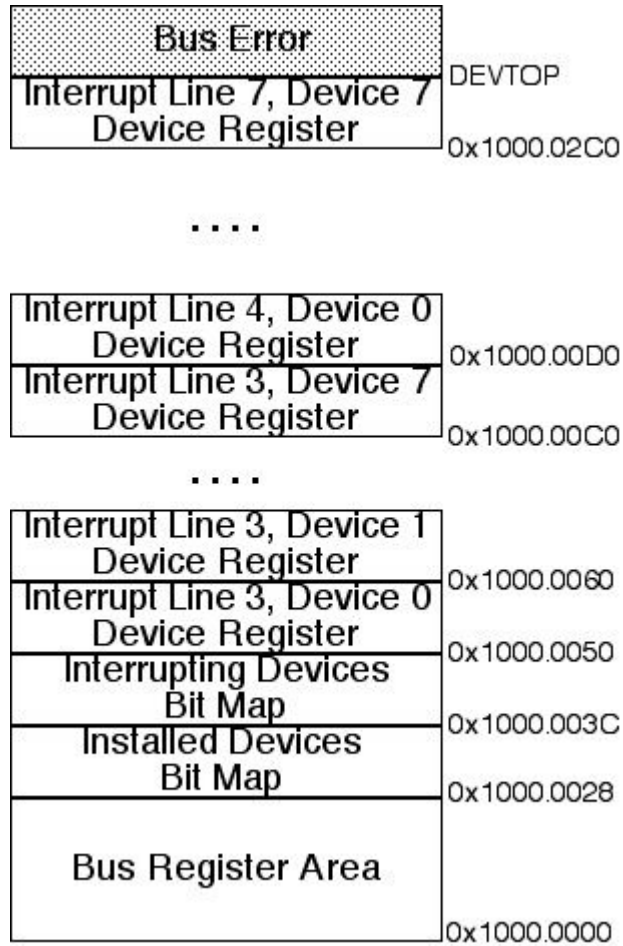 Bus Error
DEVTOP
Interrupt Line 7, Device 7
Device Register
0x1000.02C0
....
Interrupt Line 4, Device 0
Device Register
0x1000.00D0
Interrupt Line 3, Device 7
Device Register
0x1000.00C0
....
Interrupt Line 3, Device 1
Device Register
0x1000.0060
Interrupt Line 3, Device 0
Device Register
0x1000.0050
Interrupting Devices
Bit Map
0x1000.003C
Installed Devices
Bit Map
0x1000.0028
Bus Register Area
0x1000.0000